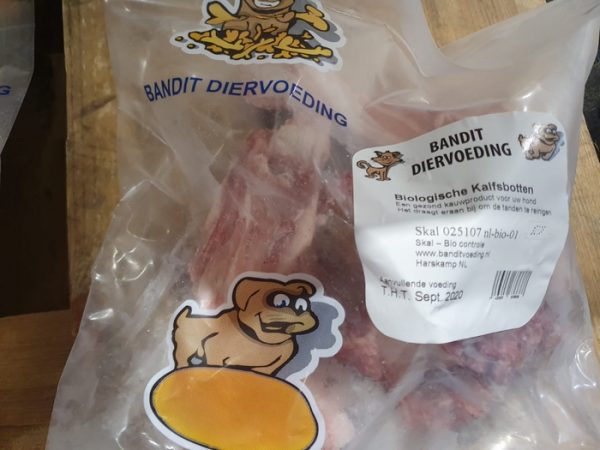 BANDIT DIERVOEDING
BANDIT
DIERVOEDING
Biologische Kalfsbotten
Een gezond kauwproduct voor uw hond
Het draagt eraan bij om de tanden te reinigen
Skal 025107 nl-bio-01
Skal – Bio controle
www.banditvoeding.nl
Harskamp NL
Aanvullende voeding
T.H.T. Sept. 2020
G